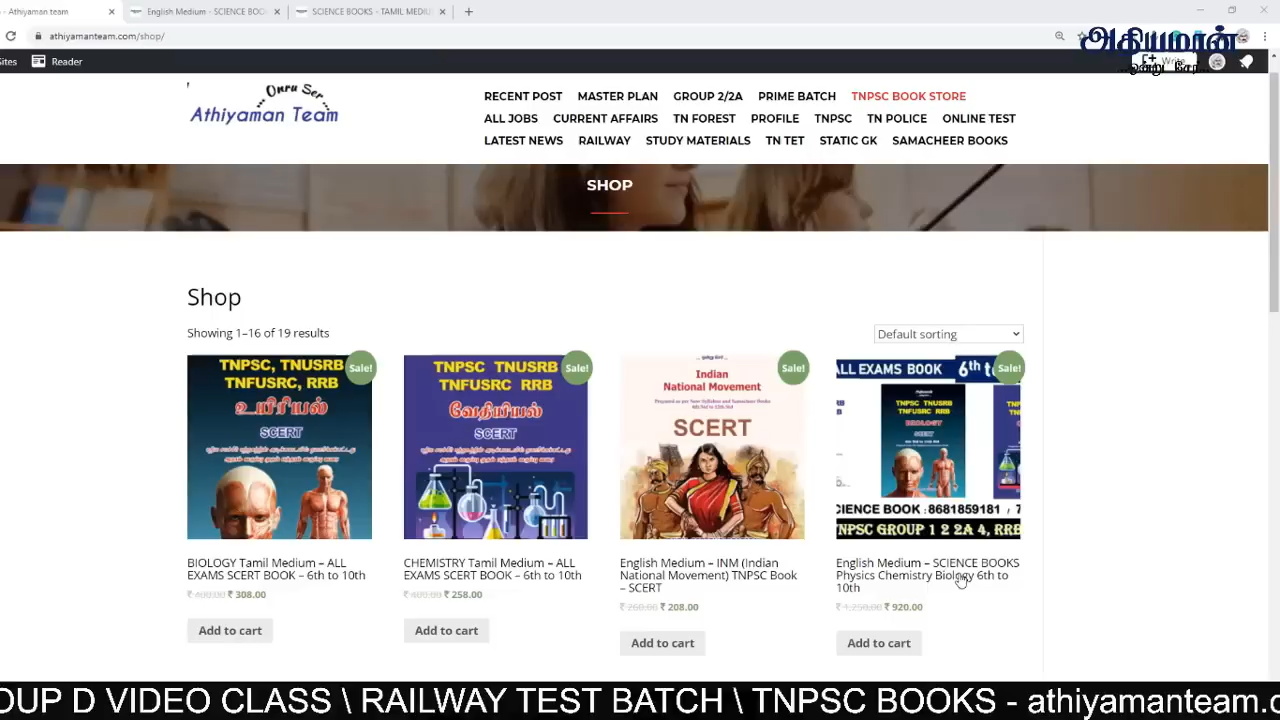 - Athiyaman team
English Medium - SCIENCE BO
SCIENCE BOOKS - TAMIL MEDIU
athiyamanteam.com/shop/
அதியமான்
Sites
Reader
Write
Onru Ser
Athiyaman Team
RECENT POST MASTER PLAN GROUP 2/2A PRIME BATCH TNPSC BOOK STORE
ALL JOBS CURRENT AFFAIRS TN FOREST PROFILE TNPSC TN POLICE ONLINE TEST
LATEST NEWS RAILWAY STUDY MATERIALS TN TET STATIC GK SAMACHEER BOOKS
SHOP
Shop
Showing 1–16 of 19 results
Default sorting
TNPSC, TNUSRB
TNFUSRC, RRB
உயிரியல்
SCERT
Sale!
TNPSC TNUSRB
TNFUSRC RRB
வேதியியல்
SCERT
Sale!
Indian
National Movement
SCERT
Sale!
ALL EXAMS BOOK 6th to
Sale!
TNPSC TNUSRB
TNFUSRC RRB
BIOLOGY
SCERT
CIENCE BOOK :8681859181 , 7
NPSC GROUP 1 2 2A 4, RRB
BIOLOGY Tamil Medium – ALL
EXAMS SCERT BOOK – 6th to 10th
₹ 400.00 ₹ 308.00
Add to cart
CHEMISTRY Tamil Medium – ALL
EXAMS SCERT BOOK – 6th to 10th
₹ 400.00 ₹ 258.00
Add to cart
English Medium – INM (Indian
National Movement) TNPSC Book
– SCERT
₹ 260.00 ₹ 208.00
Add to cart
English Medium – SCIENCE BOOKS
Physics Chemistry Biology 6th to
10th
₹ 1,250.00 ₹ 920.00
Add to cart
OUP D VIDEO CLASS \ RAILWAY TEST BATCH \ TNPSC BOOKS - athiyamanteam.c